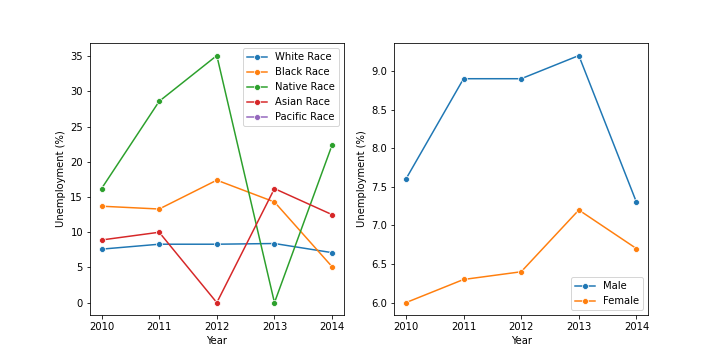 35
30
25
20
15
10
5
0
Unemployment (%)
2010 2011 2012 2013 2014
Year
White Race
Black Race
Native Race
Asian Race
Pacific Race
9.0
8.5
8.0
7.5
7.0
6.5
6.0
Unemployment (%)
2010 2011 2012 2013 2014
Year
Male
Female